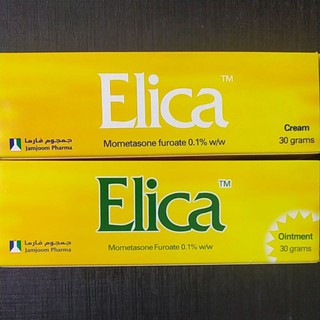 Elica™
Mometasone furoate 0.1% w/w
Cream
30 grams
جمجوم فارما
Jamjoom Pharma
Elica™
Mometasone Furoate 0.1% w/w
Ointment
30 grams
جمجوم فارما
Jamjoom Pharma